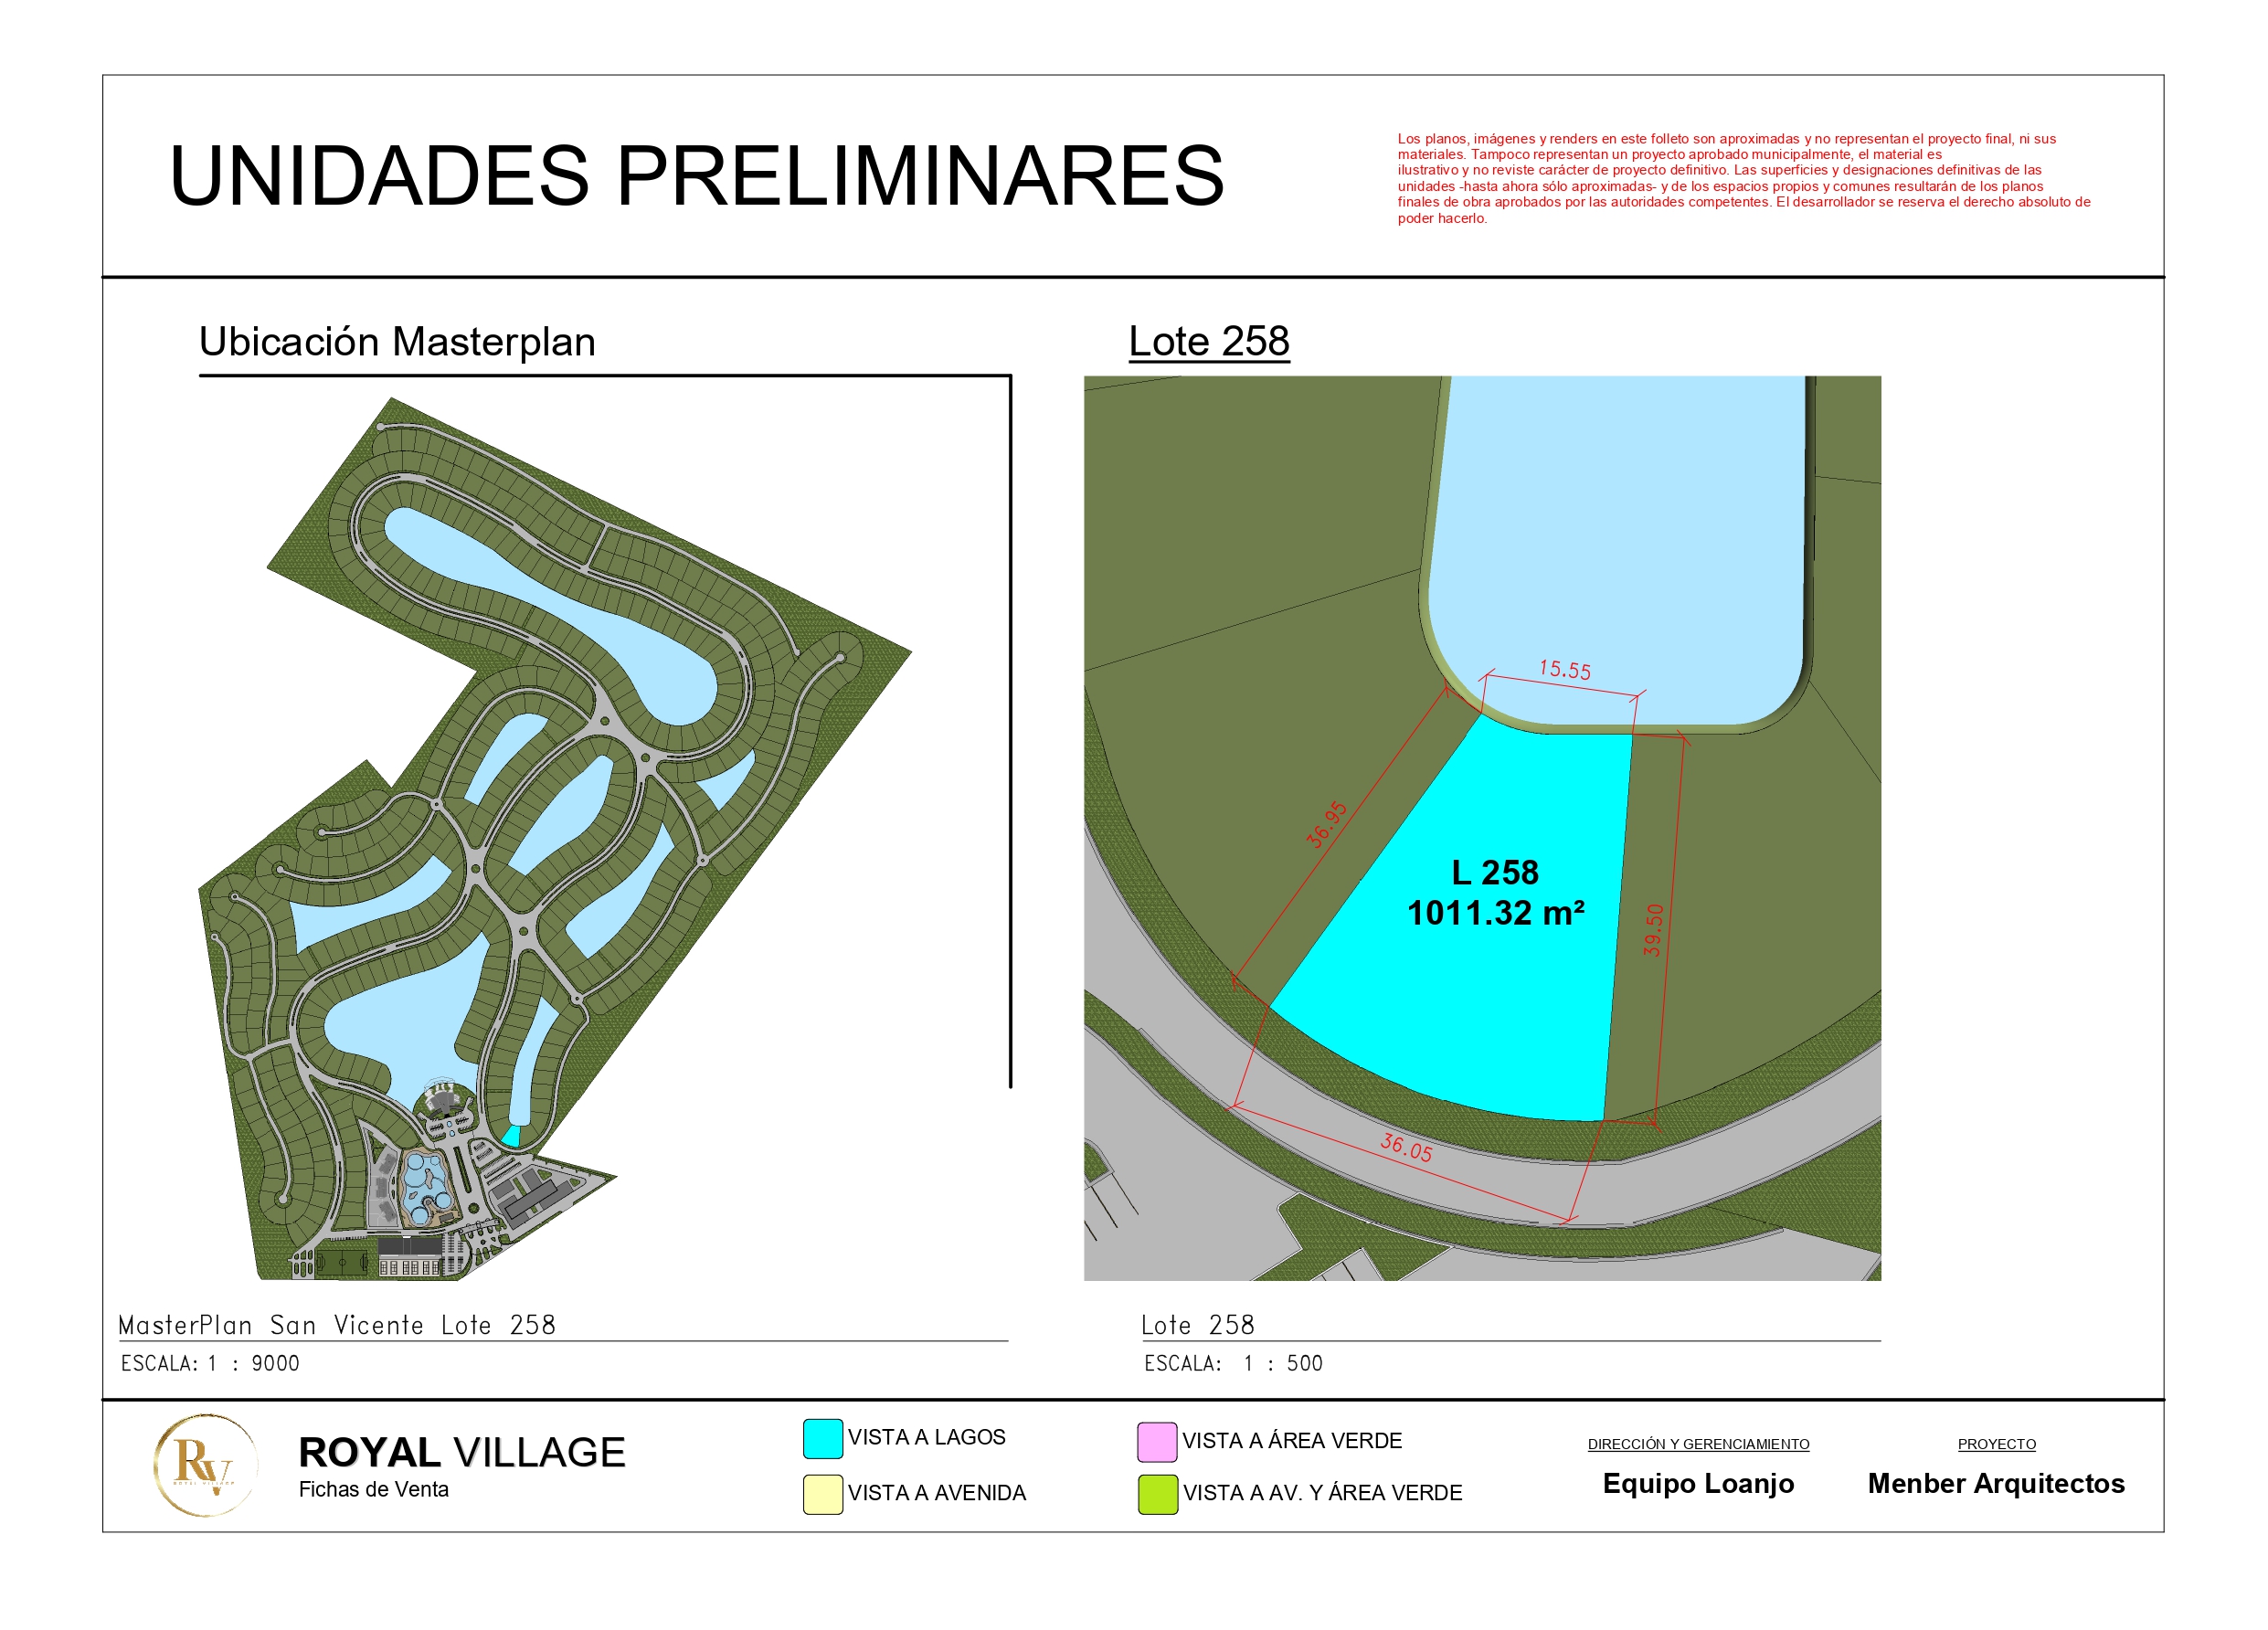 UNIDADES PRELIMINARES
Los planos, imágenes y renders en este folleto son aproximadas y no representan el proyecto final, ni sus
materiales. Tampoco representan un proyecto aprobado municipalmente, el material es
ilustrativo y no reviste carácter de proyecto definitivo. Las superficies y designaciones definitivas de las
unidades -hasta ahora sólo aproximadas- y de los espacios propios y comunes resultarán de los planos
finales de obra aprobados por las autoridades competentes. El desarrollador se reserva el derecho absoluto de
poder hacerlo.
Ubicación Masterplan
Lote 258
15.55
36.95
L 258
1011.32 m²
39.50
36.05
MasterPlan San Vicente Lote 258
ESCALA: 1 : 9000
Lote 258
ESCALA: 1 : 500
RV
ROYAL VILLAGE
ROYAL VILLAGE
Fichas de Venta
VISTA A LAGOS
VISTA A AVENIDA
VISTA A ÁREA VERDE
VISTA A AV. Y ÁREA VERDE
DIRECCIÓN Y GERENCIAMIENTO
Equipo Loanjo
PROYECTO
Menber Arquitectos